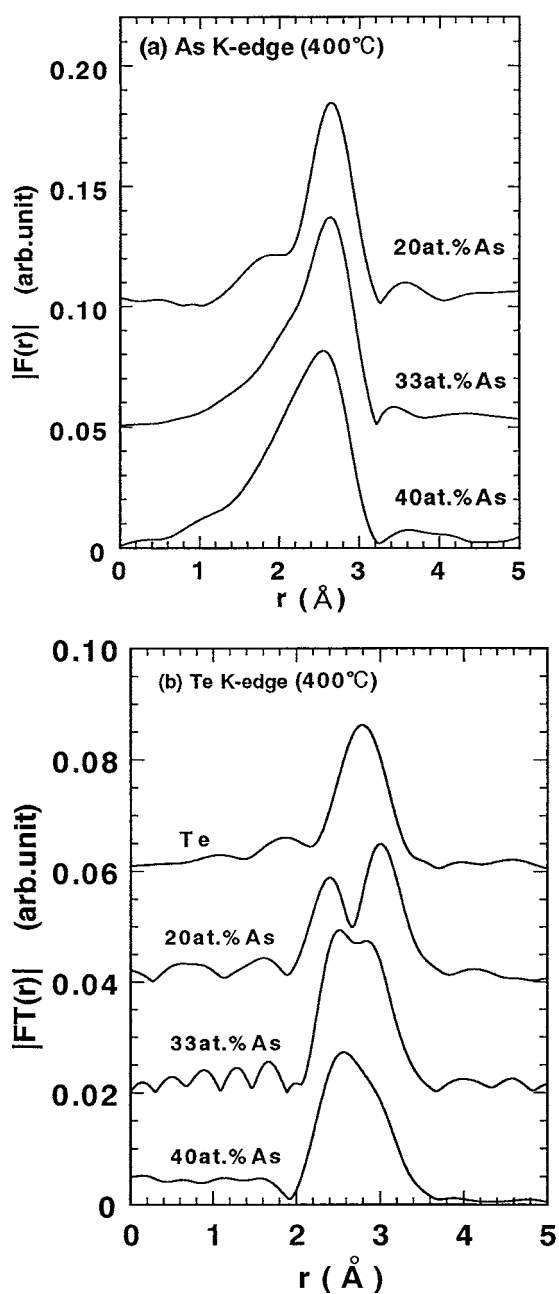 (a) As K-edge (400℃)
0.20
0.15
0.10
0.05
0
|F(r)| (arb.unit)
20at.%As
33at.%As
40at.%As
0 1 2 3 4 5
r (Å)
(b) Te K-edge (400℃)
0.10
0.08
0.06
0.04
0.02
0
|FT(r)| (arb.unit)
Te
20at.%As
33at.%As
40at.%As
0 1 2 3 4 5
r (Å)